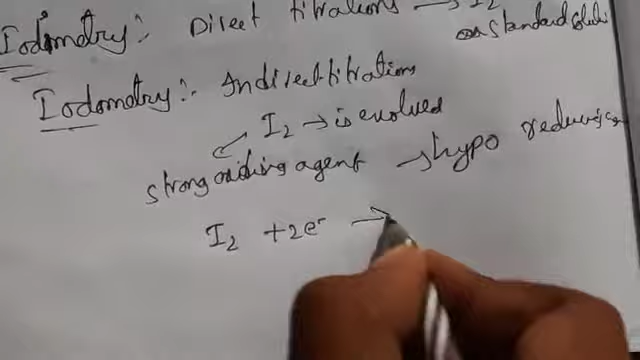 Iodimetry :- Direct titrations → I2
as standard solution
Iodometry :- Indirect titrations
I2 → is evolved
strong oxidising agent → hypo reducing
I2 + 2e- →